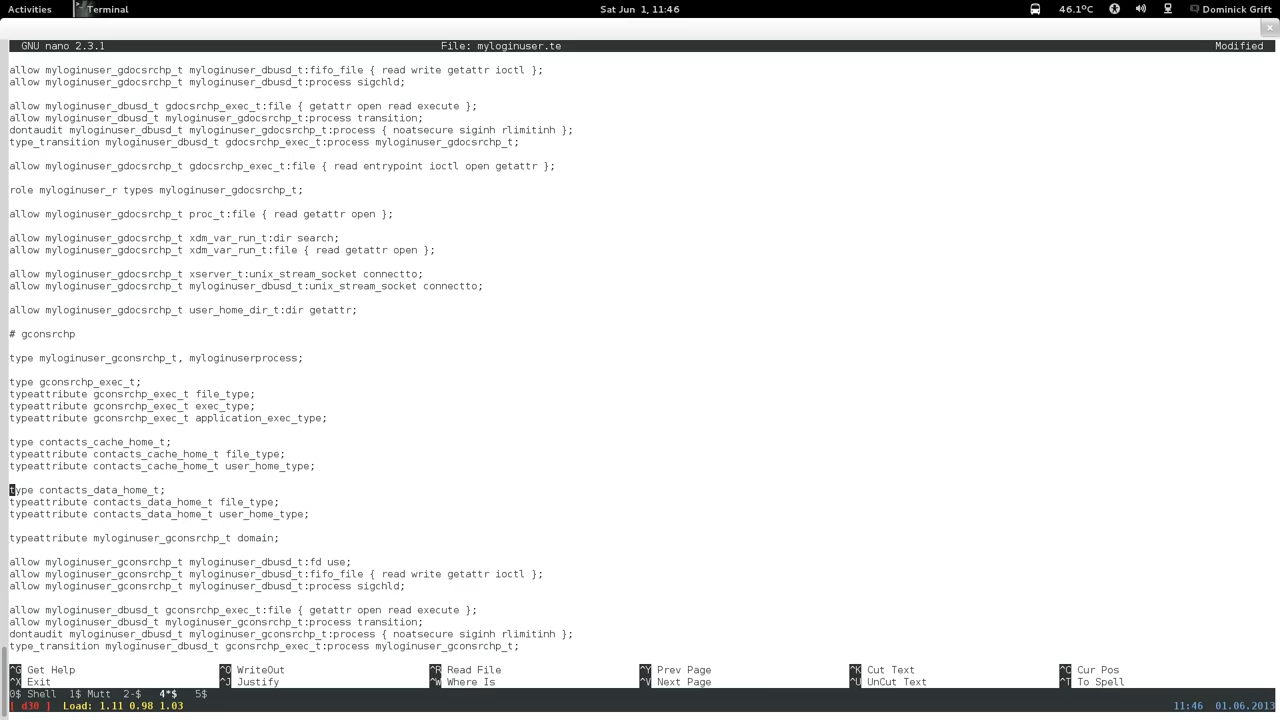 Activities Terminal Sat Jun 1, 11:46 46.1°C Dominick Grift
GNU nano 2.3.1 File: myloginuser.te Modified
allow myloginuser_gdocsrchp_t myloginuser_dbusd_t:fifo_file { read write getattr ioctl };
allow myloginuser_gdocsrchp_t myloginuser_dbusd_t:process sigchld;
allow myloginuser_dbusd_t gdocsrchp_exec_t:file { getattr open read execute };
allow myloginuser_dbusd_t myloginuser_gdocsrchp_t:process transition;
dontaudit myloginuser_dbusd_t myloginuser_gdocsrchp_t:process { noatsecure siginh rlimitinh };
type_transition myloginuser_dbusd_t gdocsrchp_exec_t:process myloginuser_gdocsrchp_t;
allow myloginuser_gdocsrchp_t gdocsrchp_exec_t:file { read entrypoint ioctl open getattr };
role myloginuser_r types myloginuser_gdocsrchp_t;
allow myloginuser_gdocsrchp_t proc_t:file { read getattr open };
allow myloginuser_gdocsrchp_t xdm_var_run_t:dir search;
allow myloginuser_gdocsrchp_t xdm_var_run_t:file { read getattr open };
allow myloginuser_gdocsrchp_t xserver_t:unix_stream_socket connectto;
allow myloginuser_gdocsrchp_t myloginuser_dbusd_t:unix_stream_socket connectto;
allow myloginuser_gdocsrchp_t user_home_dir_t:dir getattr;
# gconsrchp
type myloginuser_gconsrchp_t, myloginuserprocess;
type gconsrchp_exec_t;
typeattribute gconsrchp_exec_t file_type;
typeattribute gconsrchp_exec_t exec_type;
typeattribute gconsrchp_exec_t application_exec_type;
type contacts_cache_home_t;
typeattribute contacts_cache_home_t file_type;
typeattribute contacts_cache_home_t user_home_type;
type contacts_data_home_t;
typeattribute contacts_data_home_t file_type;
typeattribute contacts_data_home_t user_home_type;
typeattribute myloginuser_gconsrchp_t domain;
allow myloginuser_gconsrchp_t myloginuser_dbusd_t:fd use;
allow myloginuser_gconsrchp_t myloginuser_dbusd_t:fifo_file { read write getattr ioctl };
allow myloginuser_gconsrchp_t myloginuser_dbusd_t:process sigchld;
allow myloginuser_dbusd_t gconsrchp_exec_t:file { getattr open read execute };
allow myloginuser_dbusd_t myloginuser_gconsrchp_t:process transition;
dontaudit myloginuser_dbusd_t myloginuser_gconsrchp_t:process { noatsecure siginh rlimitinh };
type_transition myloginuser_dbusd_t gconsrchp_exec_t:process myloginuser_gconsrchp_t;
^G Get Help ^O WriteOut ^R Read File ^Y Prev Page ^K Cut Text ^C Cur Pos
^X Exit ^J Justify ^W Where Is ^V Next Page ^U UnCut Text ^T To Spell
0$ Shell 1$ Mutt 2-$ 4*$ 5$
[ d30 ] Load: 1.11 0.98 1.03 11:46 01.06.2013